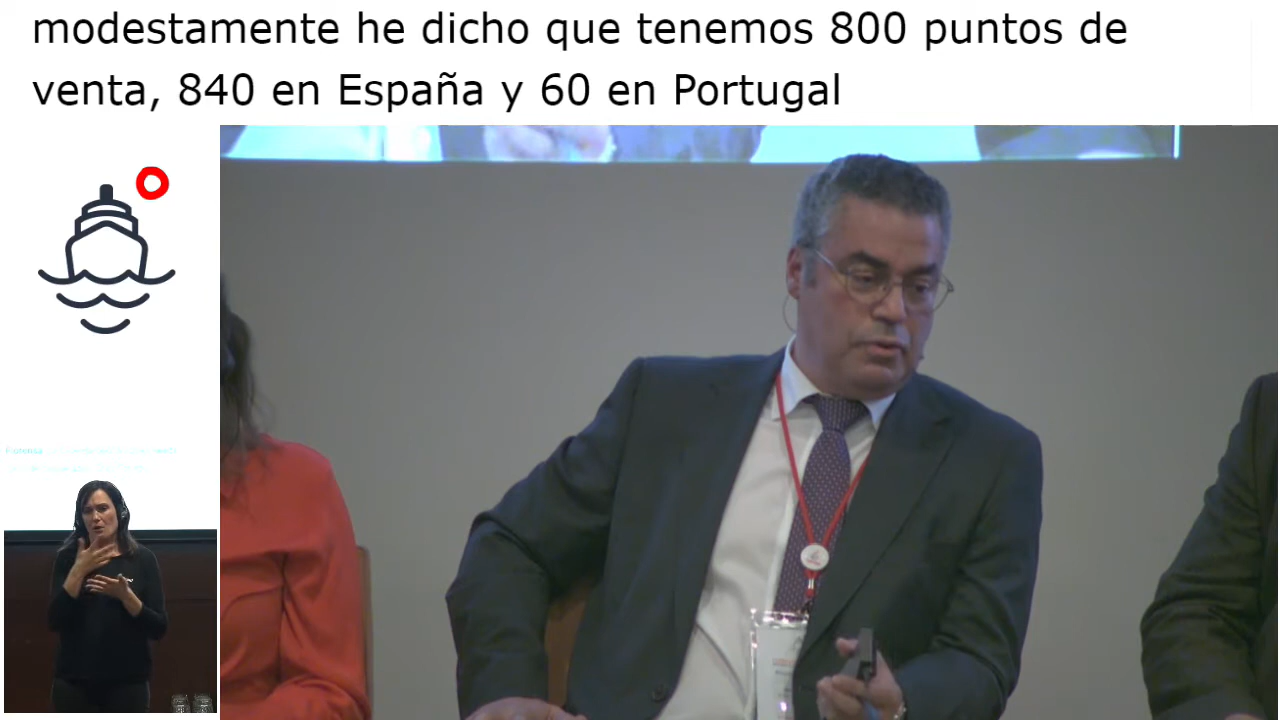 modestamente he dicho que tenemos 800 puntos de
venta, 840 en España y 60 en Portugal